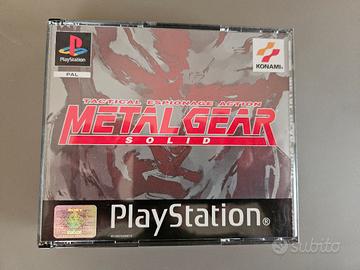 PlayStation
PAL
KONAMI
TACTICAL ESPIONAGE ACTION
METAL GEAR
SOLID
PlayStation®
subito